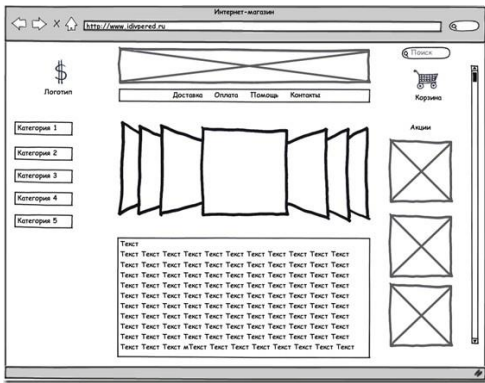 Интернет-магазин
http://www.idivpered.ru
Поиск
Логотип
Корзина
Доставка Оплата Помощь Контакты
Категория 1
Категория 2
Категория 3
Категория 4
Категория 5
Акции
Текст
Текст Текст Текст Текст Текст Текст Текст Текст Текст Текст Текст
Текст Текст Текст Текст Текст Текст Текст Текст Текст Текст Текст
Текст Текст Текст Текст Текст Текст Текст Текст Текст Текст Текст
Текст Текст Текст Текст Текст Текст Текст Текст Текст Текст Текст
Текст Текст Текст Текст Текст Текст Текст Текст Текст Текст Текст
Текст Текст Текст Текст Текст Текст Текст Текст Текст Текст Текст
Текст Текст Текст Текст Текст Текст Текст Текст Текст Текст Текст
Текст Текст Текст Текст Текст Текст Текст Текст Текст Текст Текст
Текст Текст Текст Текст Текст Текст Текст Текст Текст Текст Текст
Текст Текст Текст мТекст Текст Текст Текст Текст Текст Текст Текст